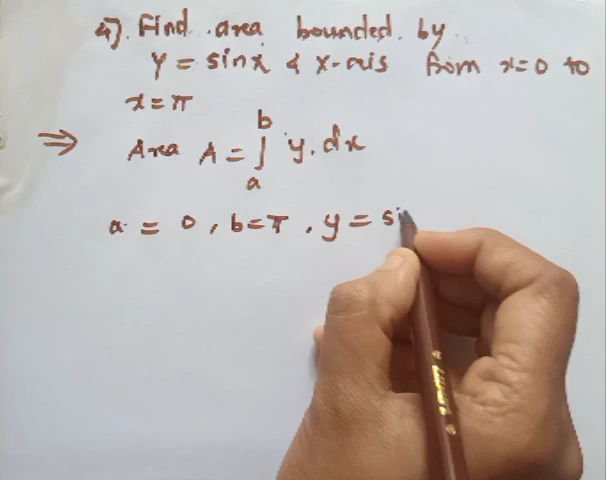 4). Find area bounded by
y = sinx & x-axis from x=0 to
x = π
⇒ Area A = ∫ₐᵇ y. dx
a = 0, b = π, y = s